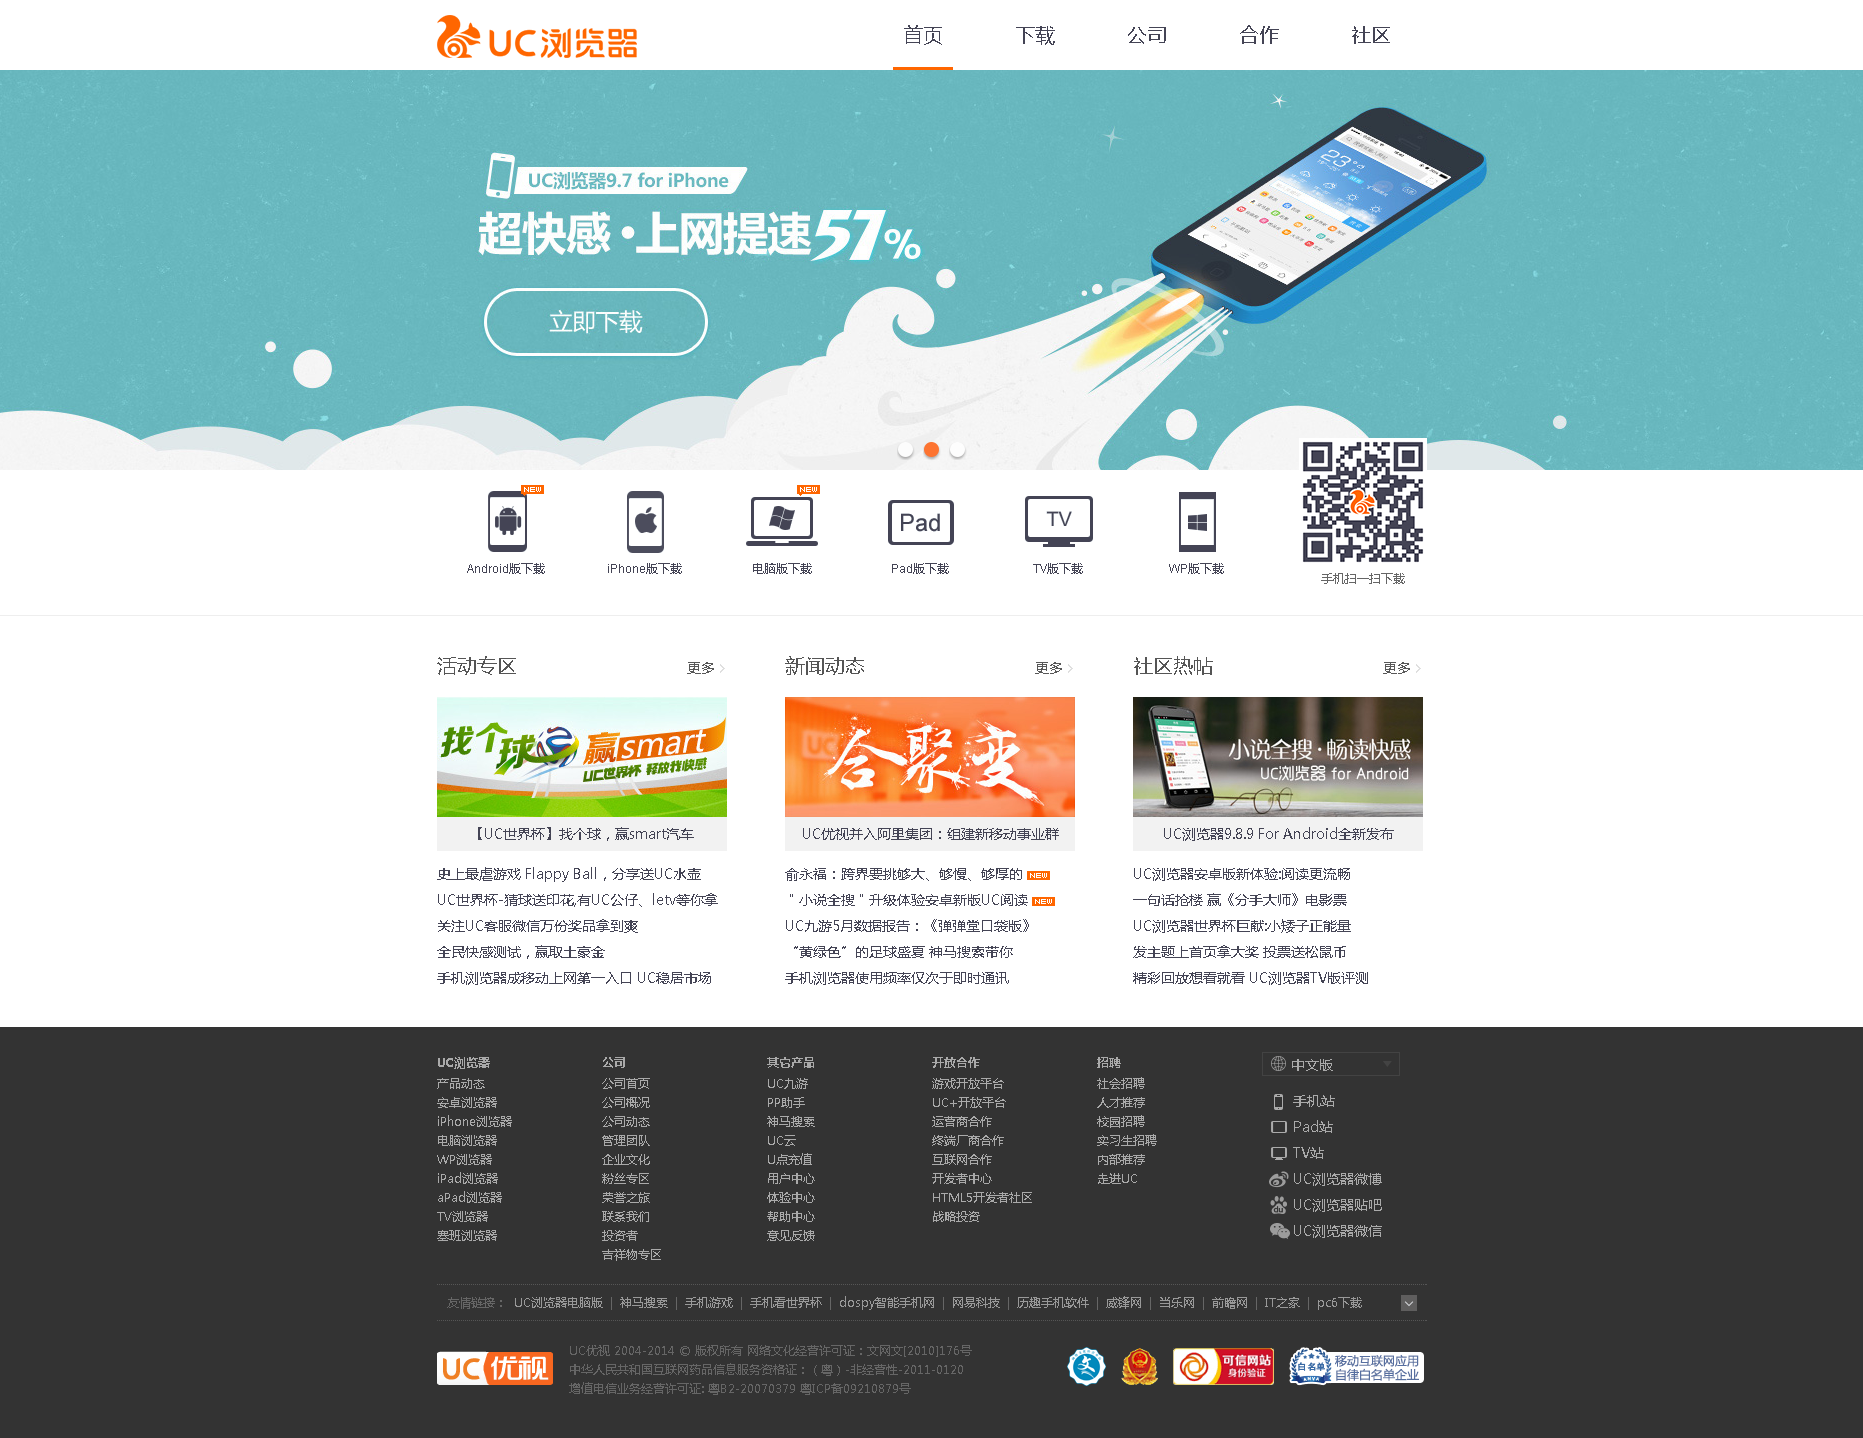 UC浏览器
首页 下载 公司 合作 社区
UC浏览器9.7 for iPhone
超快感·上网提速57%
立即下载
NEW NEW
Pad TV
Android版下载 iPhone版下载 电脑版下载 Pad版下载 TV版下载 WP版下载
手机扫一扫下载
活动专区 更多
找个球 赢smart
UC世界杯 释放我快感
【UC世界杯】找个球，赢smart汽车
史上最虐游戏 Flappy Ball，分享送UC水壶
UC世界杯-猜球送印花,有UC公仔、letv等你拿
关注UC客服微信万份奖品拿到爽
全民快感测试，赢取土豪金
手机浏览器成移动上网第一入口 UC稳居市场
新闻动态 更多
合聚变
UC优视并入阿里集团：组建新移动事业群
俞永福：跨界要挑够大、够慢、够厚的 NEW
＂小说全搜＂升级体验安卓新版UC阅读 NEW
UC九游5月数据报告：《弹弹堂口袋版》
“黄绿色”的足球盛夏 神马搜索带你
手机浏览器使用频率仅次于即时通讯
社区热帖 更多
小说全搜·畅读快感
UC浏览器 for Android
UC浏览器9.8.9 For Android全新发布
UC浏览器安卓版新体验:阅读更流畅
一句话抢楼 赢《分手大师》电影票
UC浏览器世界杯巨献:小矮子正能量
发主题上首页拿大奖 投票送松鼠币
精彩回放想看就看 UC浏览器TV版评测
UC浏览器
产品动态
安卓浏览器
iPhone浏览器
电脑浏览器
WP浏览器
iPad浏览器
aPad浏览器
TV浏览器
塞班浏览器
公司
公司首页
公司概况
公司动态
管理团队
企业文化
粉丝专区
荣誉之旅
联系我们
投资者
吉祥物专区
其它产品
UC九游
PP助手
神马搜索
UC云
U点充值
用户中心
体验中心
帮助中心
意见反馈
开放合作
游戏开放平台
UC+开放平台
运营商合作
终端厂商合作
互联网合作
开发者中心
HTML5开发者社区
战略投资
招聘
社会招聘
人才推荐
校园招聘
实习生招聘
内部推荐
走进UC
中文版
手机站
Pad站
TV站
UC浏览器微博
UC浏览器贴吧
UC浏览器微信
友情链接： UC浏览器电脑版 | 神马搜索 | 手机游戏 | 手机看世界杯 | dospy智能手机网 | 网易科技 | 历趣手机软件 | 威锋网 | 当乐网 | 前瞻网 | IT之家 | pc6下载
UC优视
UC优视 2004-2014 © 版权所有 网络文化经营许可证：文网文[2010]176号
中华人民共和国互联网药品信息服务资格证：（粤）-非经营性-2011-0120
增值电信业务经营许可证: 粤B2-20070379 粤ICP备09210879号
可信网站
身份验证
白名单
移动互联网应用
自律白名单企业